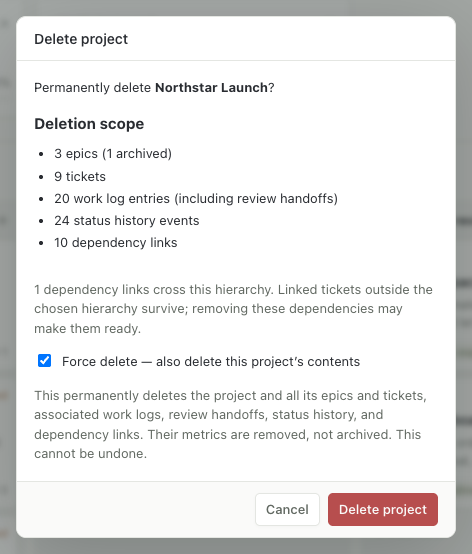 Delete project
Permanently delete Northstar Launch?
Deletion scope
• 3 epics (1 archived)
• 9 tickets
• 20 work log entries (including review handoffs)
• 24 status history events
• 10 dependency links
1 dependency links cross this hierarchy. Linked tickets outside the
chosen hierarchy survive; removing these dependencies may
make them ready.
Force delete — also delete this project’s contents
This permanently deletes the project and all its epics and tickets,
associated work logs, review handoffs, status history, and
dependency links. Their metrics are removed, not archived. This
cannot be undone.
Cancel
Delete project